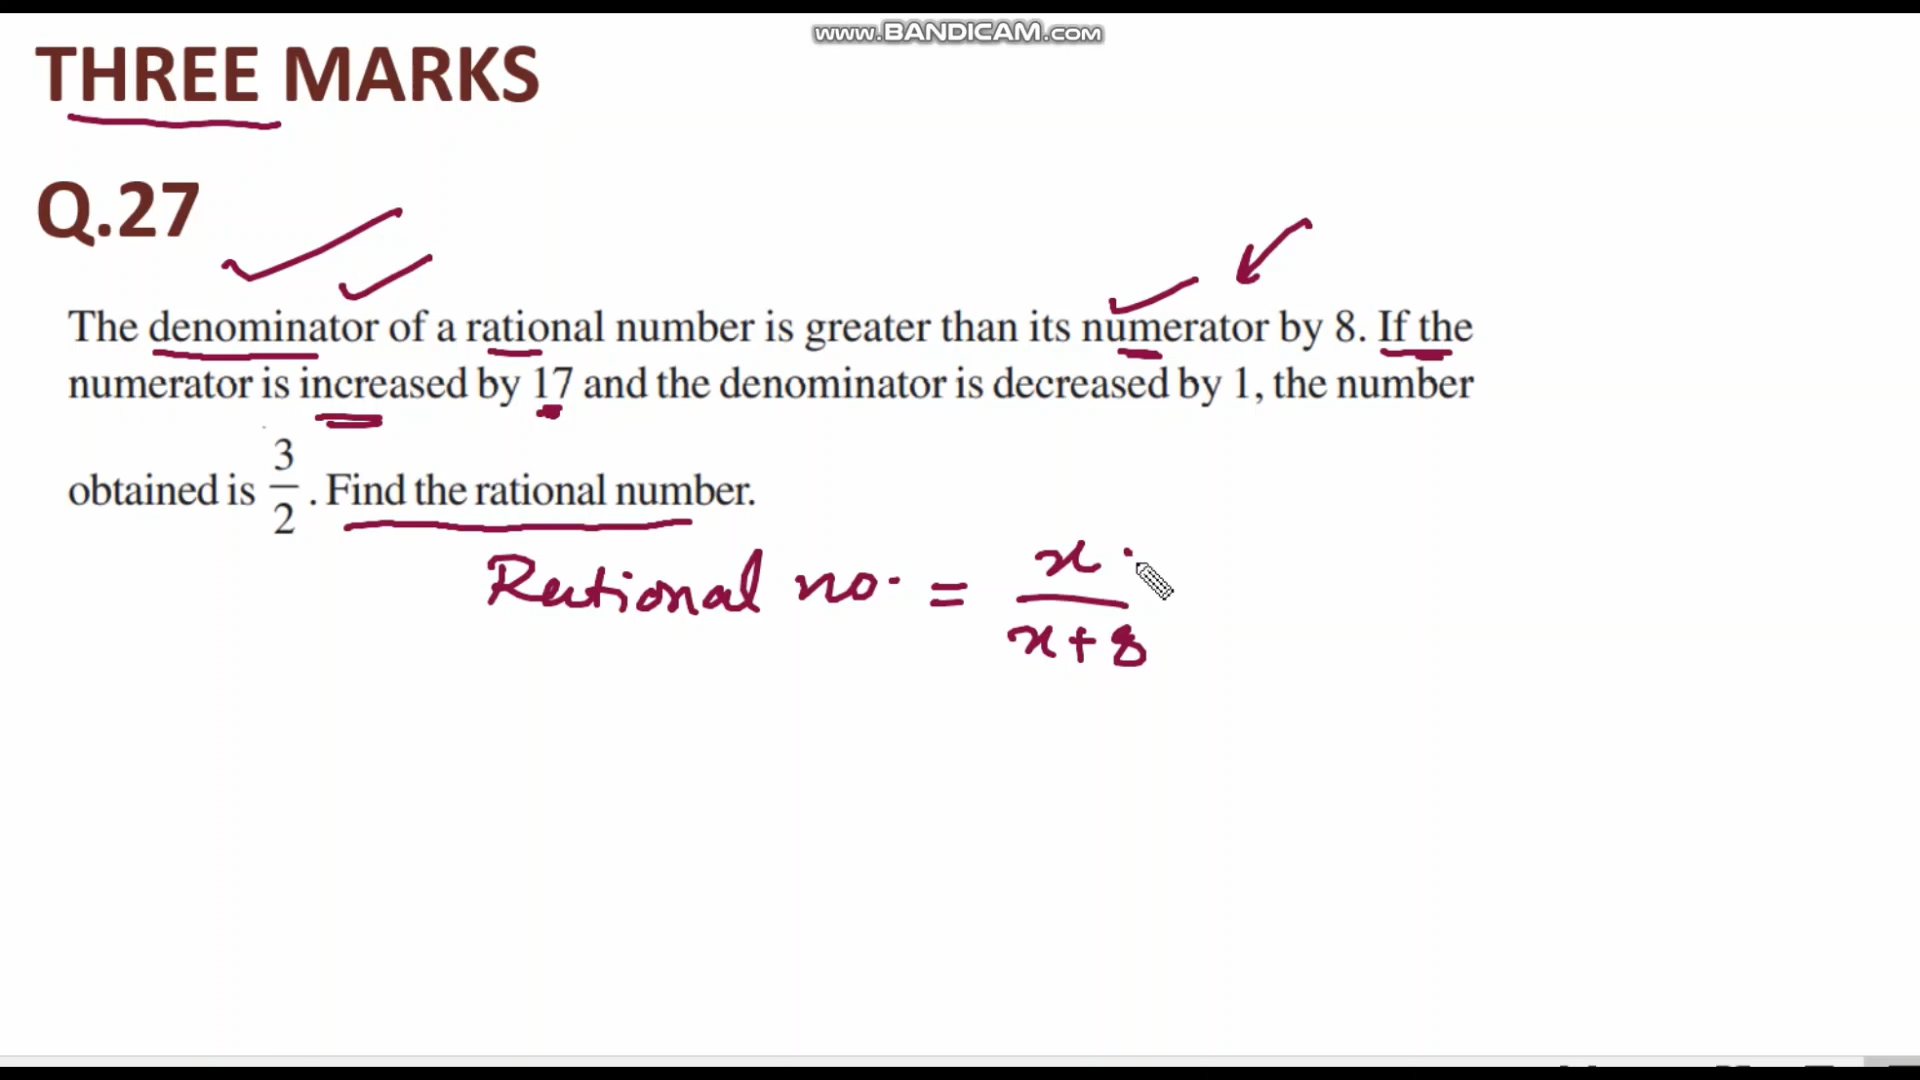 www.BANDICAM.com
THREE MARKS
Q.27
The denominator of a rational number is greater than its numerator by 8. If the
numerator is increased by 17 and the denominator is decreased by 1, the number
obtained is 3/2. Find the rational number.
Rational no. = x/(x+8)